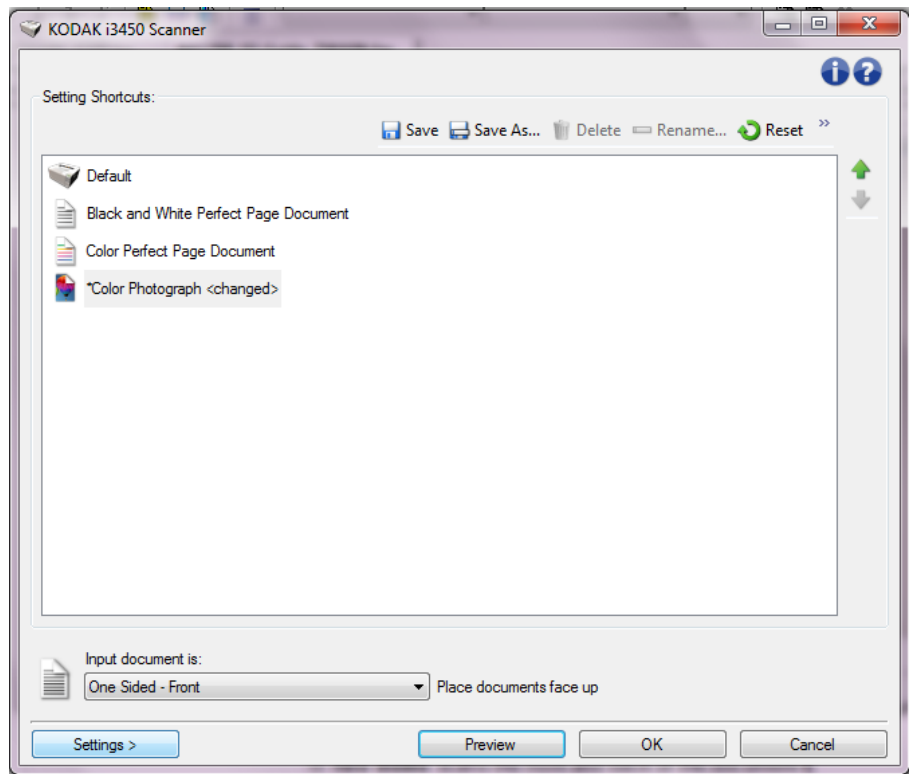 KODAK i3450 Scanner
Setting Shortcuts:
Save Save As... Delete Rename... Reset »
Default
Black and White Perfect Page Document
Color Perfect Page Document
*Color Photograph <changed>
Input document is:
One Sided - Front Place documents face up
Settings > Preview OK Cancel